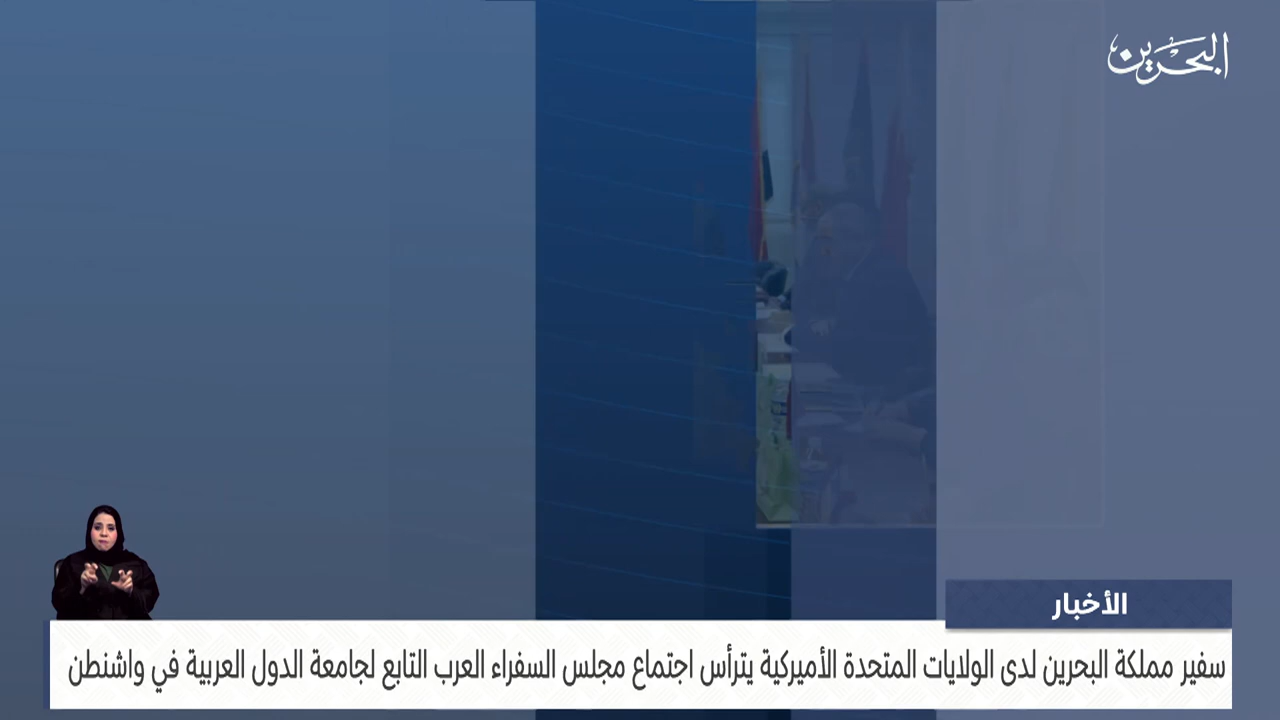 البحرين
الأخبار
سفير مملكة البحرين لدى الولايات المتحدة الأميركية يترأس اجتماع مجلس السفراء العرب التابع لجامعة الدول العربية في واشنطن